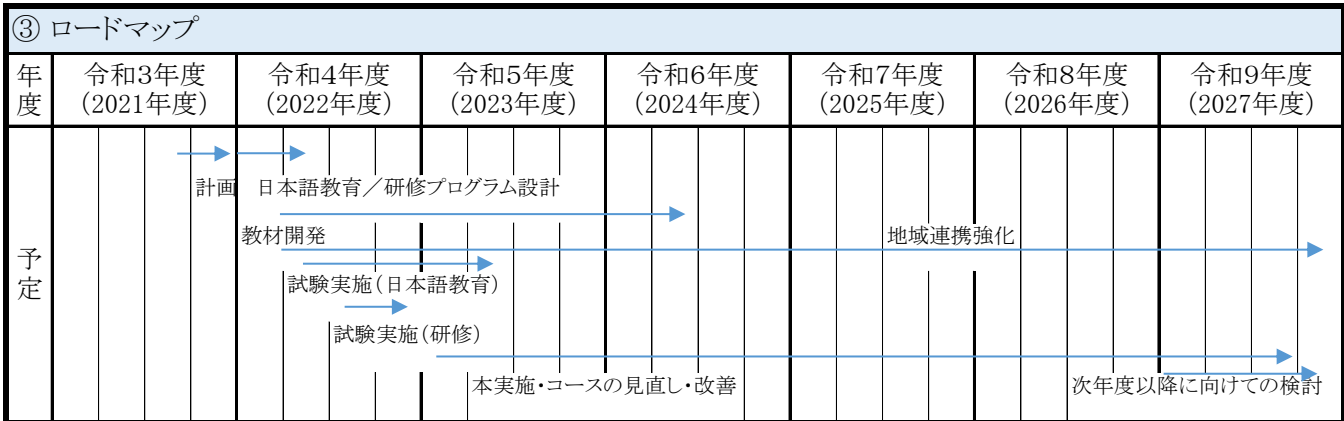 ③ ロードマップ
年度
令和3年度
(2021年度)
令和4年度
(2022年度)
令和5年度
(2023年度)
令和6年度
(2024年度)
令和7年度
(2025年度)
令和8年度
(2026年度)
令和9年度
(2027年度)
予定
計画
日本語教育／研修プログラム設計
教材開発
地域連携強化
試験実施(日本語教育)
試験実施(研修)
本実施・コースの見直し・改善
次年度以降に向けての検討